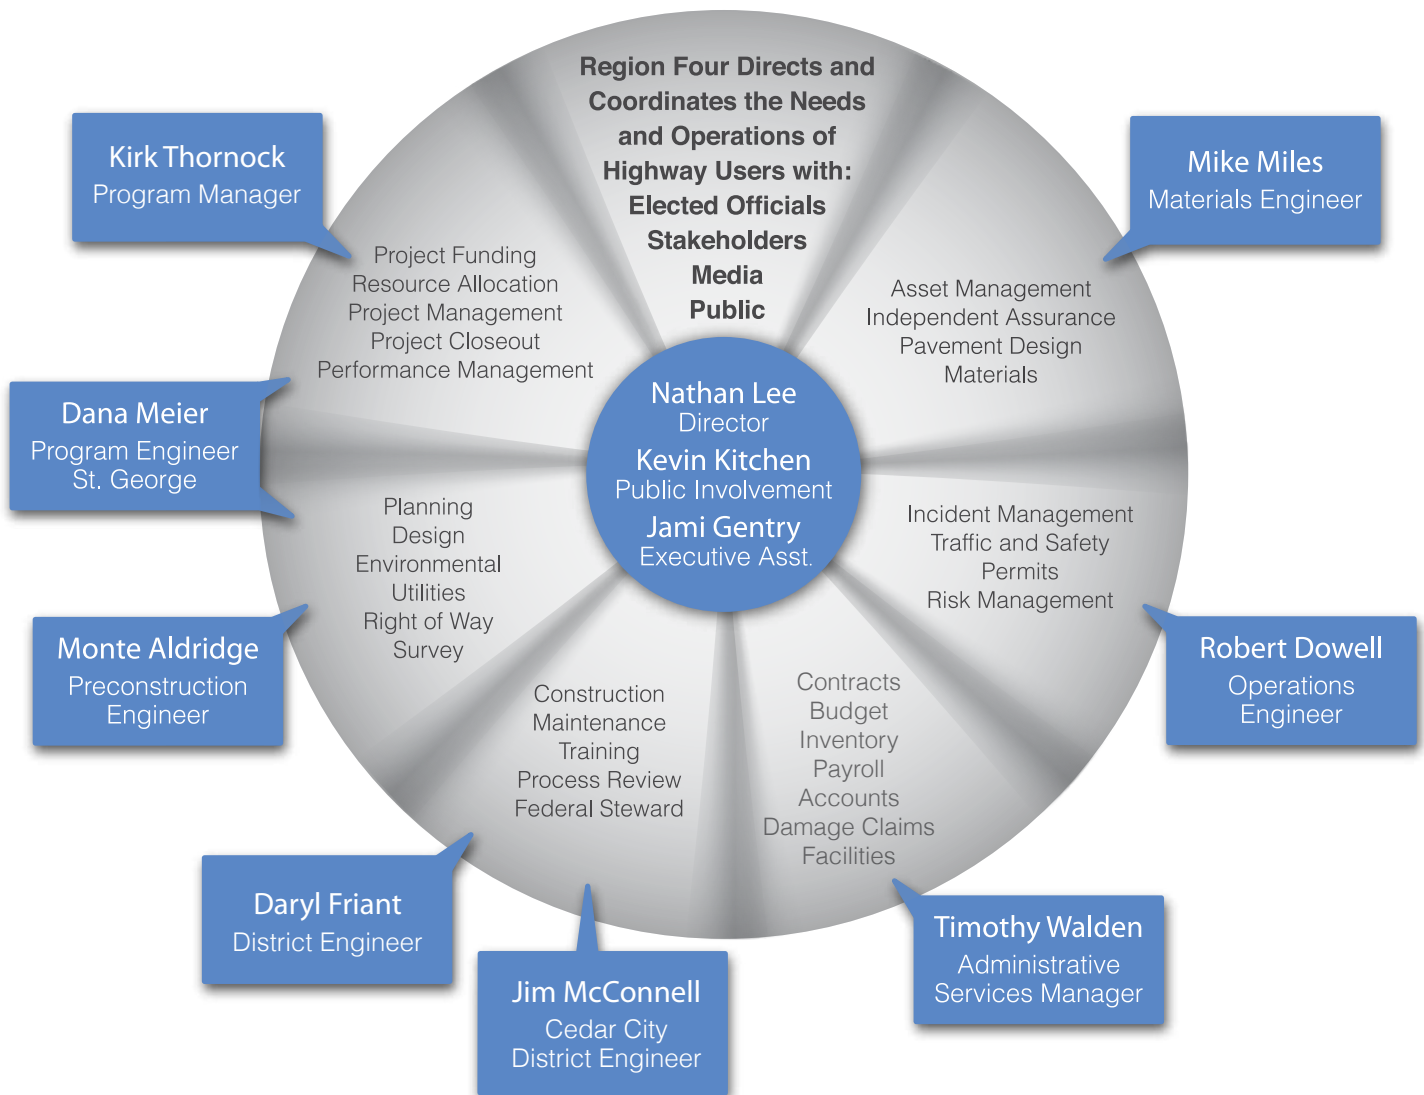 Region Four Directs and
Coordinates the Needs
and Operations of
Highway Users with:
Elected Officials
Stakeholders
Media
Public
Kirk Thornock
Program Manager
Project Funding
Resource Allocation
Project Management
Project Closeout
Performance Management
Mike Miles
Materials Engineer
Asset Management
Independent Assurance
Pavement Design
Materials
Nathan Lee
Director
Kevin Kitchen
Public Involvement
Jami Gentry
Executive Asst.
Dana Meier
Program Engineer
St. George
Planning
Design
Environmental
Utilities
Right of Way
Survey
Incident Management
Traffic and Safety
Permits
Risk Management
Monte Aldridge
Preconstruction
Engineer
Robert Dowell
Operations
Engineer
Construction
Maintenance
Training
Process Review
Federal Steward
Contracts
Budget
Inventory
Payroll
Accounts
Damage Claims
Facilities
Daryl Friant
District Engineer
Jim McConnell
Cedar City
District Engineer
Timothy Walden
Administrative
Services Manager